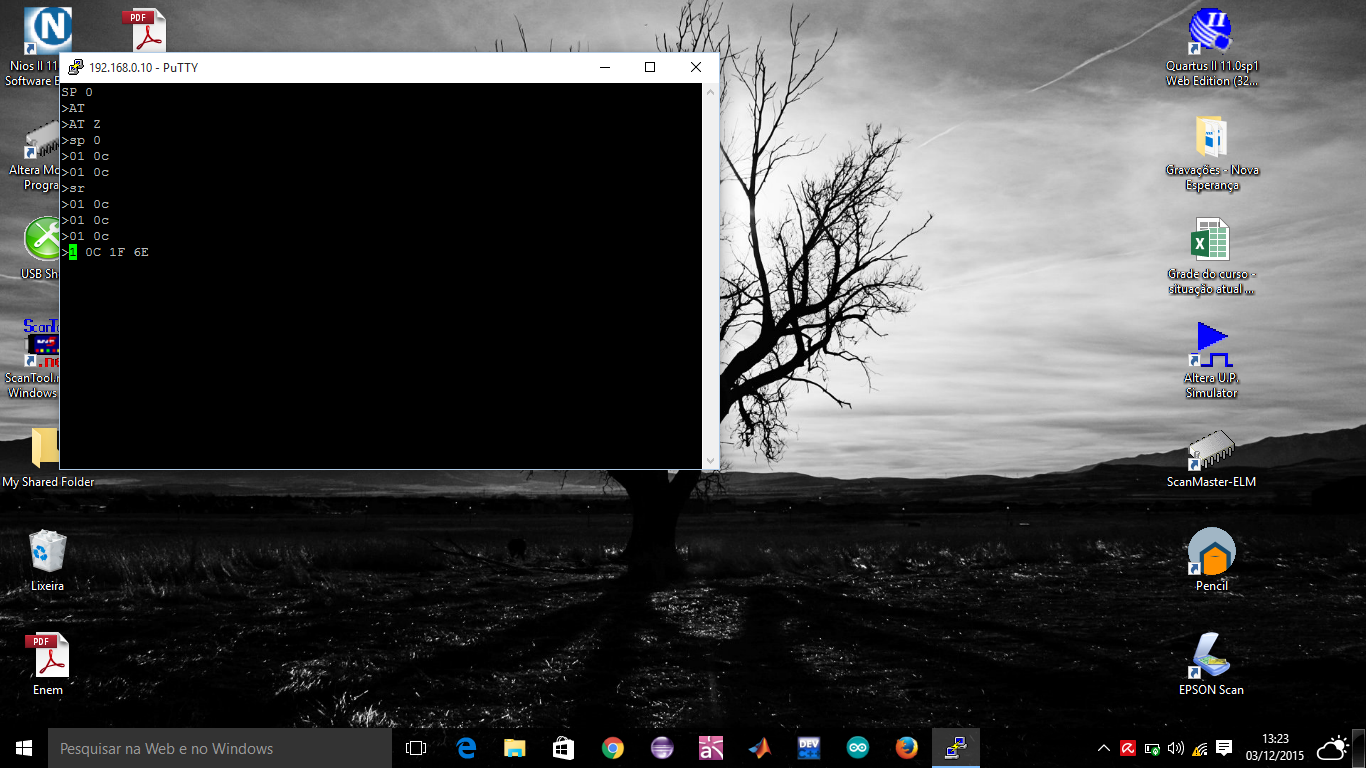 Nios II 11
Software E
PDF
192.168.0.10 - PuTTY
SP 0
>AT
>AT Z
>sp 0
>01 0c
>01 0c
>sr
>01 0c
>01 0c
>01 0c
>1 0C 1F 6E
Altera Mo
Progra
USB Sh
ScanTool.n
Windows
My Shared Folder
Lixeira
PDF
Enem
Quartus II 11.0sp1
Web Edition (32...
Gravações - Nova
Esperança
Grade do curso -
situação atual ...
Altera U.P.
Simulator
ScanMaster-ELM
Pencil
EPSON Scan
Pesquisar na Web e no Windows
DEV
C++
13:23
03/12/2015